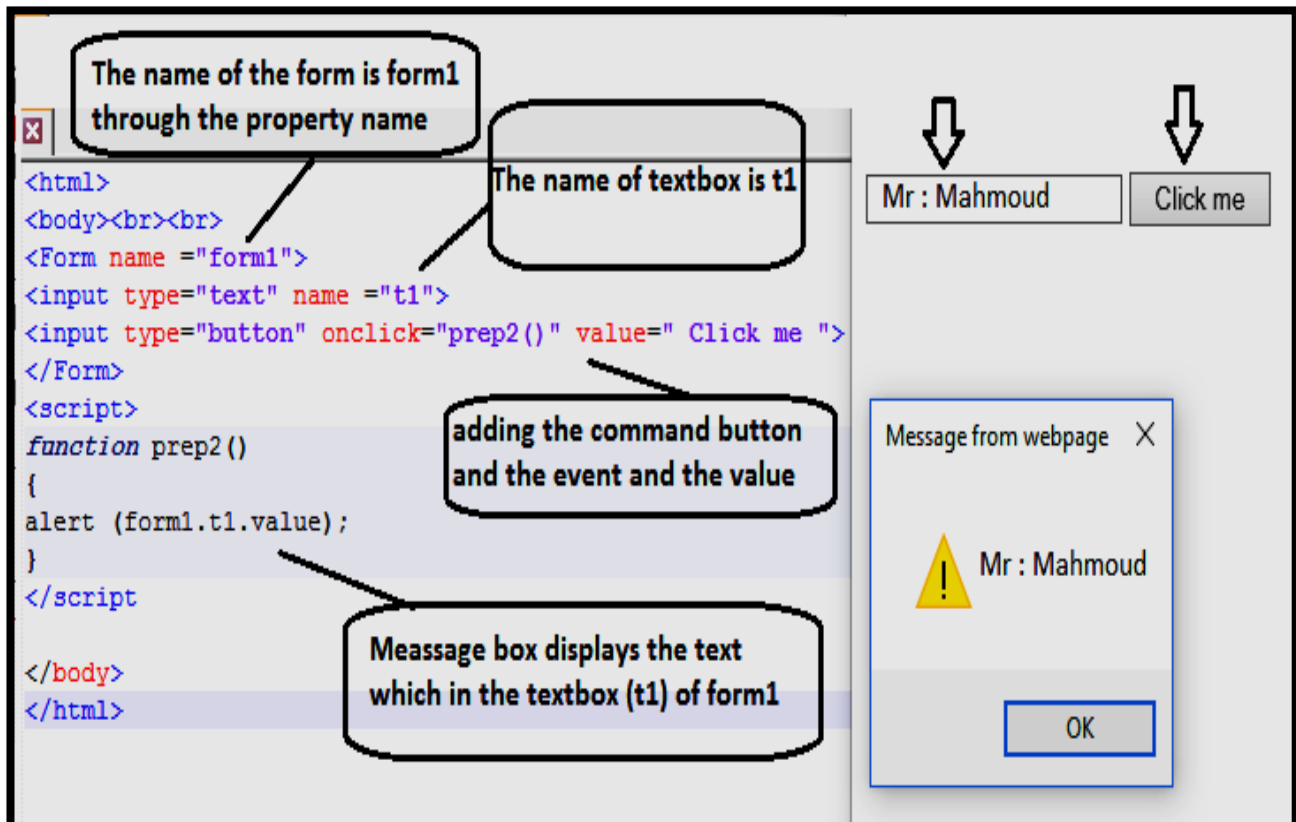 The name of the form is form1
through the property name
The name of textbox is t1
<html>
<body><br><br>
<Form name ="form1">
<input type="text" name ="t1">
<input type="button" onclick="prep2()" value=" Click me ">
</Form>
<script>
function prep2()
{
alert (form1.t1.value);
}
</script
</body>
</html>
adding the command button
and the event and the value
Meassage box displays the text
which in the textbox (t1) of form1
Mr : Mahmoud
Click me
Message from webpage
Mr : Mahmoud
OK